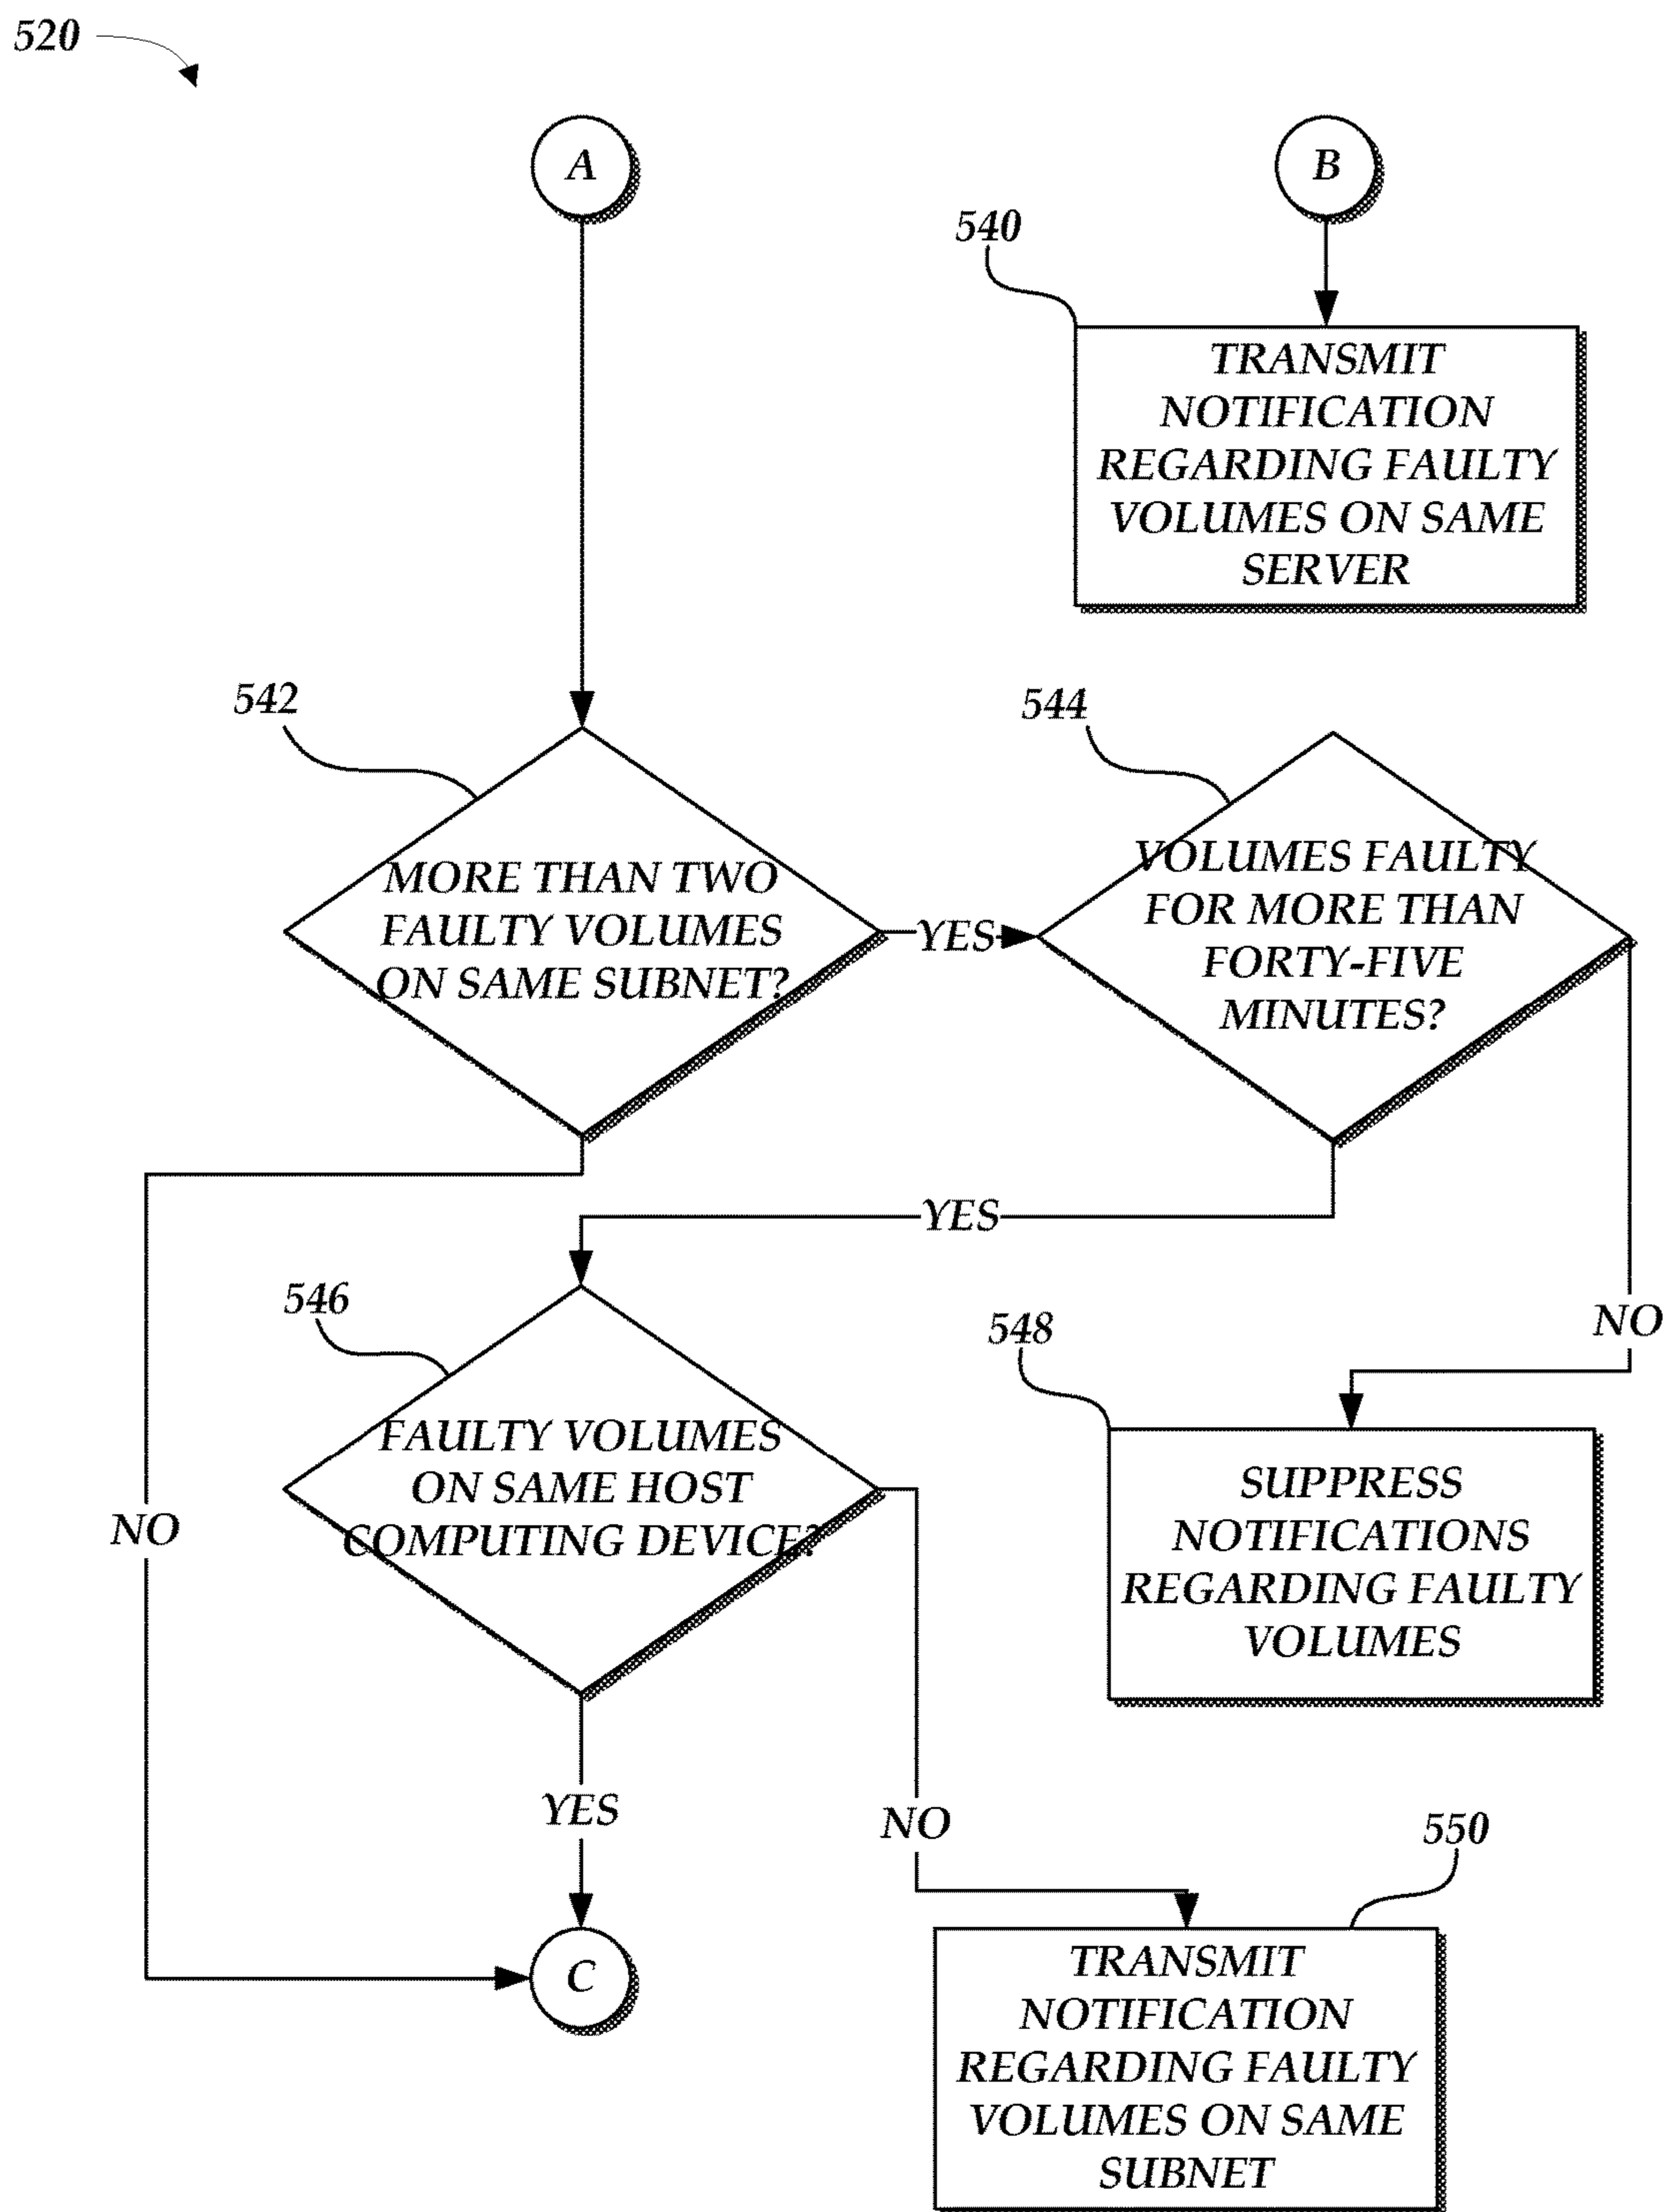 520
A
B
540
TRANSMIT
NOTIFICATION
REGARDING FAULTY
VOLUMES ON SAME
SERVER
542
MORE THAN TWO
FAULTY VOLUMES
ON SAME SUBNET?
YES
544
VOLUMES FAULTY
FOR MORE THAN
FORTY-FIVE
MINUTES?
YES
NO
546
FAULTY VOLUMES
ON SAME HOST
COMPUTING DEVICE?
NO
548
SUPPRESS
NOTIFICATIONS
REGARDING FAULTY
VOLUMES
YES
NO
C
550
TRANSMIT
NOTIFICATION
REGARDING FAULTY
VOLUMES ON SAME
SUBNET